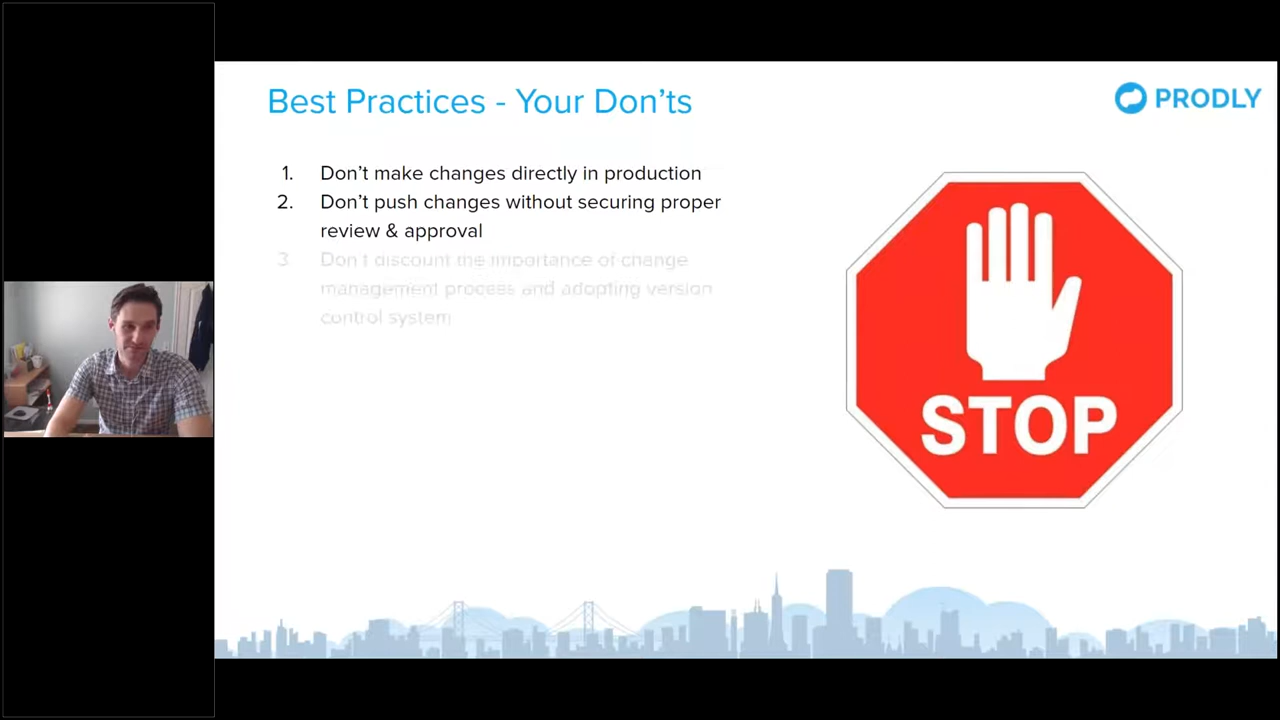 Best Practices - Your Don'ts
PRODLY
1. Don't make changes directly in production
2. Don't push changes without securing proper
review & approval
3 Don't discount the importance of change
management process and adopting version
control system
STOP